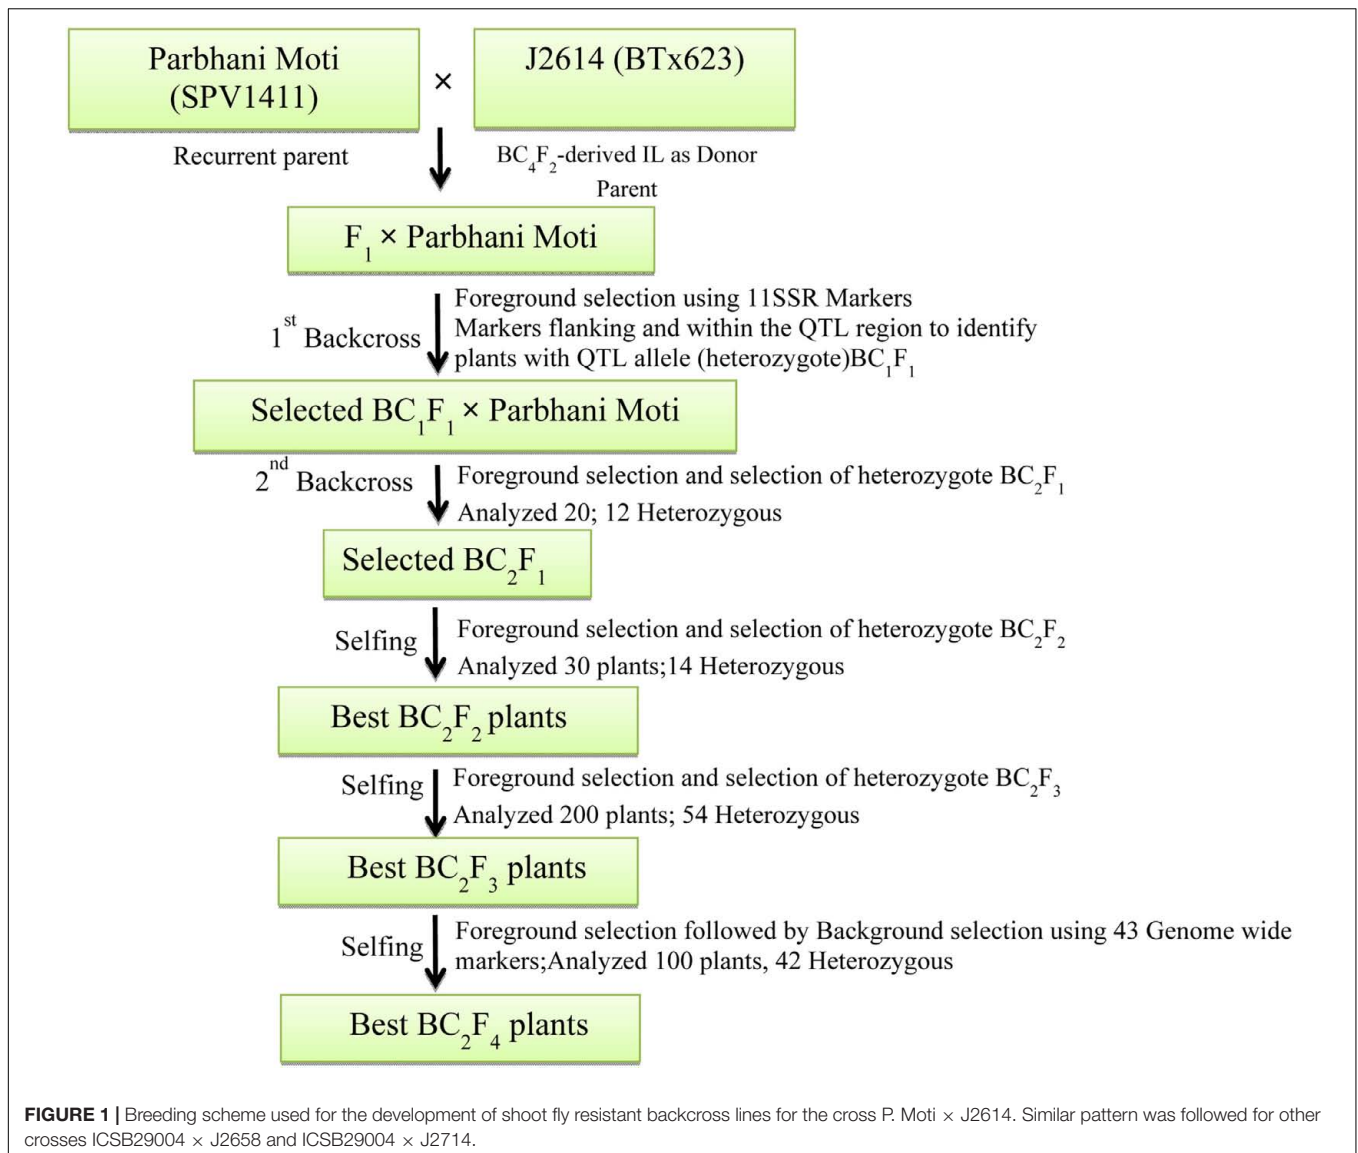 Parbhani Moti
(SPV1411)
×
J2614 (BTx623)
Recurrent parent
BC4F2-derived IL as Donor
Parent
F1 × Parbhani Moti
1st Backcross
Foreground selection using 11SSR Markers
Markers flanking and within the QTL region to identify
plants with QTL allele (heterozygote)BC1F1
Selected BC1F1 × Parbhani Moti
2nd Backcross
Foreground selection and selection of heterozygote BC2F1
Analyzed 20; 12 Heterozygous
Selected BC2F1
Selfing
Foreground selection and selection of heterozygote BC2F2
Analyzed 30 plants;14 Heterozygous
Best BC2F2 plants
Selfing
Foreground selection and selection of heterozygote BC2F3
Analyzed 200 plants; 54 Heterozygous
Best BC2F3 plants
Selfing
Foreground selection followed by Background selection using 43 Genome wide
markers;Analyzed 100 plants, 42 Heterozygous
Best BC2F4 plants
FIGURE 1 | Breeding scheme used for the development of shoot fly resistant backcross lines for the cross P. Moti × J2614. Similar pattern was followed for other
crosses ICSB29004 × J2658 and ICSB29004 × J2714.